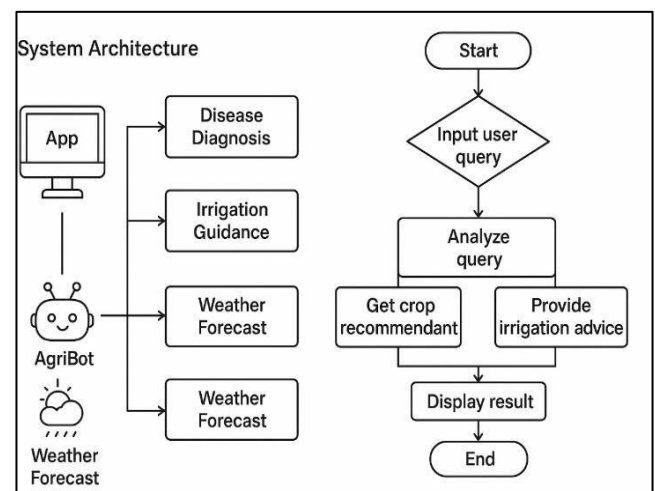 System Architecture
App
AgriBot
Weather
Forecast
Disease
Diagnosis
Irrigation
Guidance
Weather
Forecast
Weather
Forecast
Start
Input user
query
Analyze
query
Get crop
recommendant
Provide
irrigation advice
Display result
End